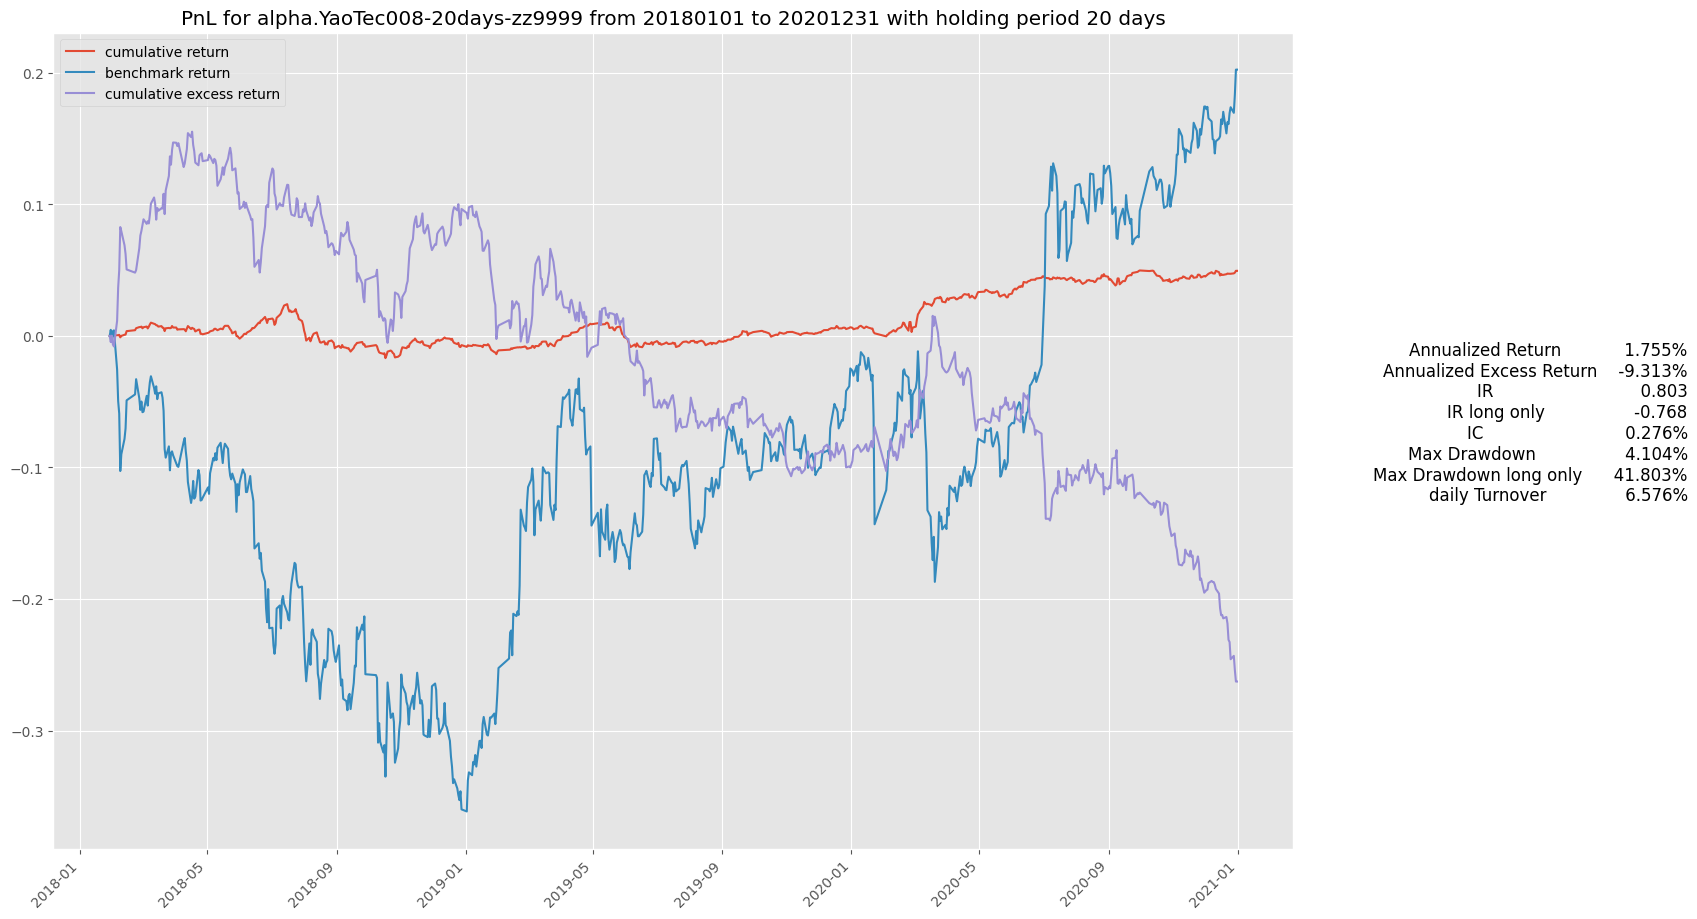 PnL for alpha.YaoTec008-20days-zz9999 from 20180101 to 20201231 with holding period 20 days
cumulative return
benchmark return
cumulative excess return
0.2
0.1
0.0
−0.1
−0.2
−0.3
Annualized Return 1.755%
Annualized Excess Return -9.313%
IR 0.803
IR long only -0.768
IC 0.276%
Max Drawdown 4.104%
Max Drawdown long only 41.803%
daily Turnover 6.576%
2018-01
2018-05
2018-09
2019-01
2019-05
2019-09
2020-01
2020-05
2020-09
2021-01